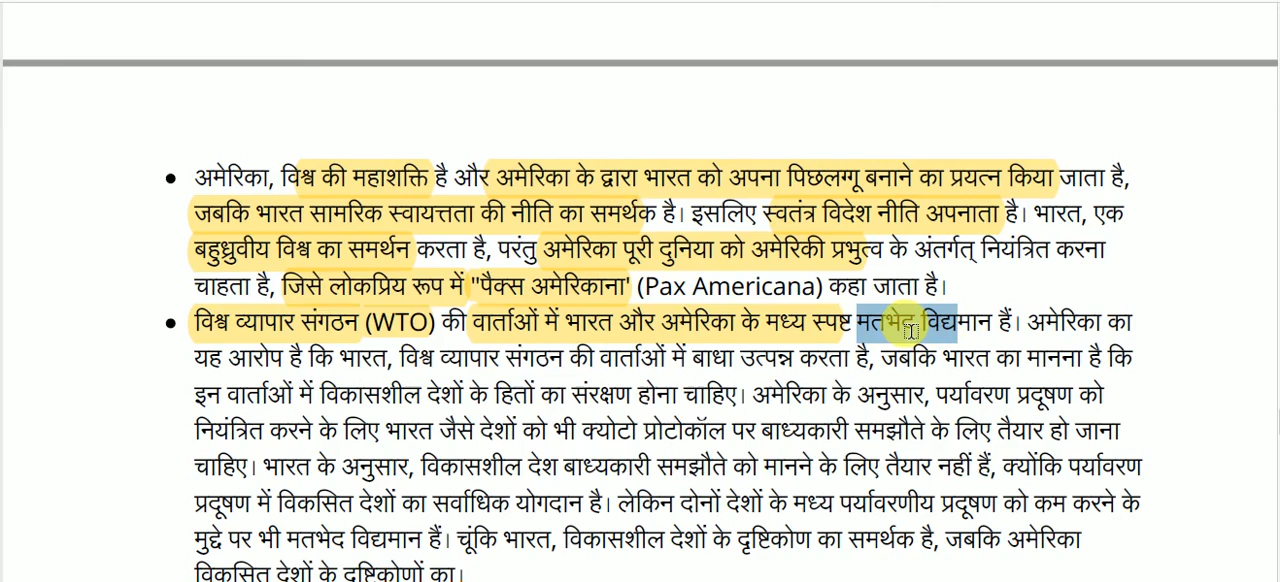 • अमेरिका, विश्व की महाशक्ति है और अमेरिका के द्वारा भारत को अपना पिछलग्गू बनाने का प्रयत्न किया जाता है,
जबकि भारत सामरिक स्वायत्तता की नीति का समर्थक है। इसलिए स्वतंत्र विदेश नीति अपनाता है। भारत, एक
बहुध्रुवीय विश्व का समर्थन करता है, परंतु अमेरिका पूरी दुनिया को अमेरिकी प्रभुत्व के अंतर्गत् नियंत्रित करना
चाहता है, जिसे लोकप्रिय रूप में "पैक्स अमेरिकाना' (Pax Americana) कहा जाता है।
• विश्व व्यापार संगठन (WTO) की वार्ताओं में भारत और अमेरिका के मध्य स्पष्ट मतभेद विद्यमान हैं। अमेरिका का
यह आरोप है कि भारत, विश्व व्यापार संगठन की वार्ताओं में बाधा उत्पन्न करता है, जबकि भारत का मानना है कि
इन वार्ताओं में विकासशील देशों के हितों का संरक्षण होना चाहिए। अमेरिका के अनुसार, पर्यावरण प्रदूषण को
नियंत्रित करने के लिए भारत जैसे देशों को भी क्योटो प्रोटोकॉल पर बाध्यकारी समझौते के लिए तैयार हो जाना
चाहिए। भारत के अनुसार, विकासशील देश बाध्यकारी समझौते को मानने के लिए तैयार नहीं हैं, क्योंकि पर्यावरण
प्रदूषण में विकसित देशों का सर्वाधिक योगदान है। लेकिन दोनों देशों के मध्य पर्यावरणीय प्रदूषण को कम करने के
मुद्दे पर भी मतभेद विद्यमान हैं। चूंकि भारत, विकासशील देशों के दृष्टिकोण का समर्थक है, जबकि अमेरिका
विकसित देशों के दृष्टिकोणों का।